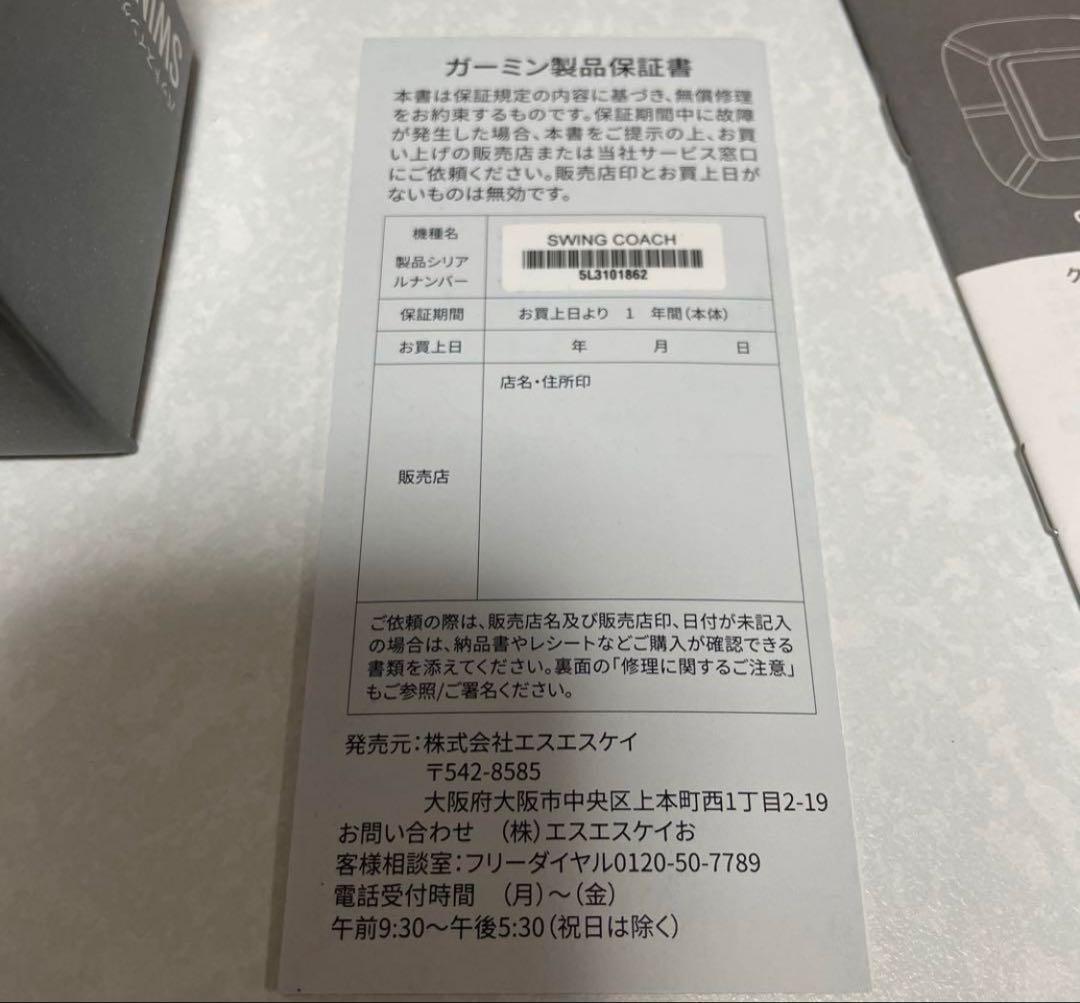 ガーミン製品保証書
本書は保証規定の内容に基づき、無償修理
をお約束するものです。保証期間中に故障
が発生した場合、本書をご提示の上、お買
い上げの販売店または当社サービス窓口
にご依頼ください。販売店印とお買上日が
ないものは無効です。
機種名
製品シリア
ルナンバー
SWING COACH
5L3101862
保証期間
お買上日より 1 年間(本体)
お買上日
年 月 日
販売店
店名・住所印
ご依頼の際は、販売店名及び販売店印、日付が未記入
の場合は、納品書やレシートなどご購入が確認できる
書類を添えてください。裏面の「修理に関するご注意」
もご参照/ご署名ください。
発売元:株式会社エスエスケイ
〒542-8585
大阪府大阪市中央区上本町西1丁目2-19
お問い合わせ (株)エスエスケイお
客様相談室:フリーダイヤル0120-50-7789
電話受付時間 (月)～(金)
午前9:30～午後5:30(祝日は除く)